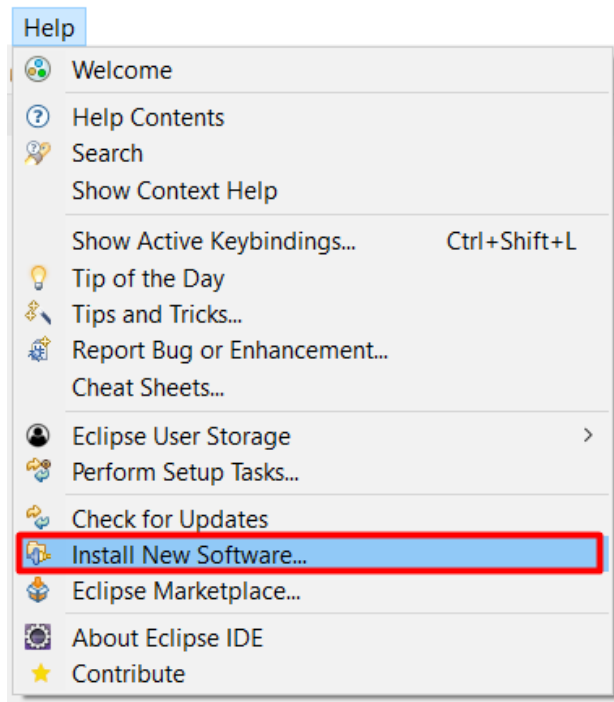 Help
Welcome
Help Contents
Search
Show Context Help
Show Active Keybindings... Ctrl+Shift+L
Tip of the Day
Tips and Tricks...
Report Bug or Enhancement...
Cheat Sheets...
Eclipse User Storage
Perform Setup Tasks...
Check for Updates
Install New Software...
Eclipse Marketplace...
About Eclipse IDE
Contribute